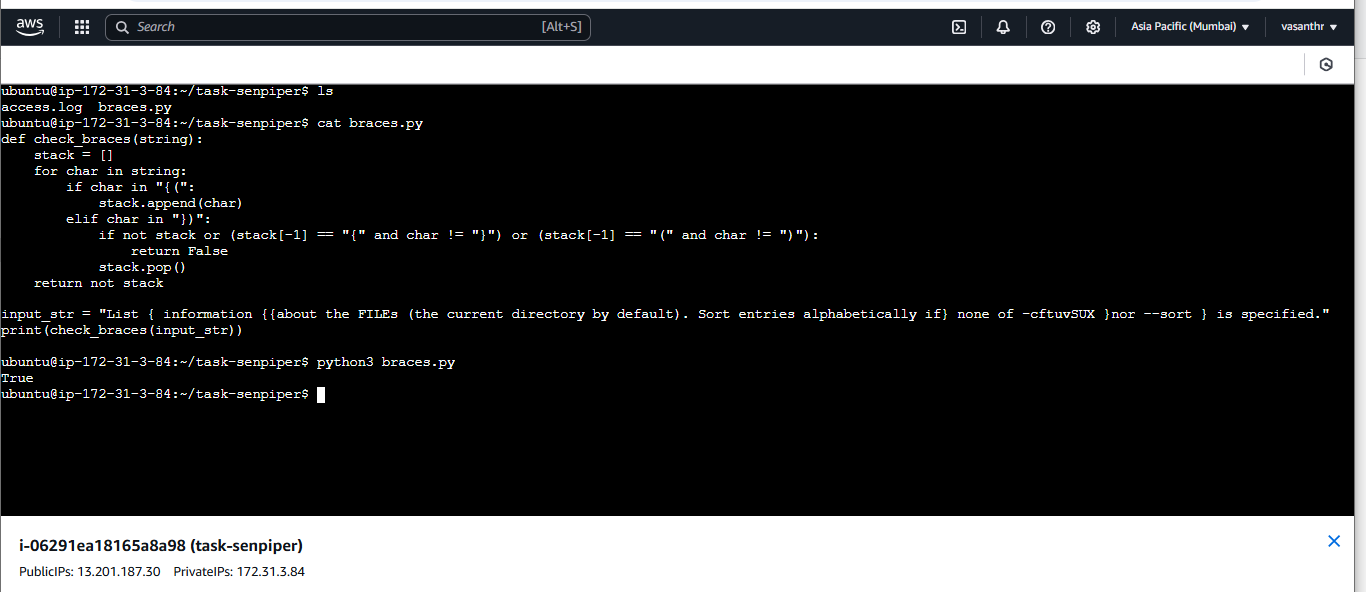 aws
Search [Alt+S] Asia Pacific (Mumbai) vasanthr
ubuntu@ip-172-31-3-84:~/task-senpiper$ ls
access.log  braces.py
ubuntu@ip-172-31-3-84:~/task-senpiper$ cat braces.py
def check_braces(string):
    stack = []
    for char in string:
        if char in "{(":
            stack.append(char)
        elif char in "})":
            if not stack or (stack[-1] == "{" and char != "}") or (stack[-1] == "(" and char != ")"):
                return False
            stack.pop()
    return not stack

input_str = "List { information {{about the FILEs (the current directory by default). Sort entries alphabetically if} none of -cftuvSUX }nor --sort } is specified."
print(check_braces(input_str))

ubuntu@ip-172-31-3-84:~/task-senpiper$ python3 braces.py
True
ubuntu@ip-172-31-3-84:~/task-senpiper$
i-06291ea18165a8a98 (task-senpiper)
PublicIPs: 13.201.187.30 PrivateIPs: 172.31.3.84